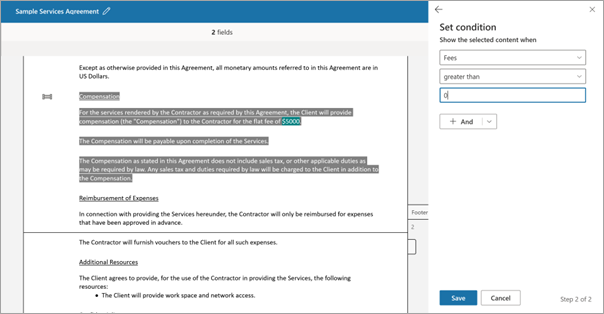 Sample Services Agreement
2 fields
Except as otherwise provided in this Agreement, all monetary amounts referred to in this Agreement are in
US Dollars.
Compensation
For the services rendered by the Contractor as required by this Agreement, the Client will provide
compensation (the "Compensation") to the Contractor for the flat fee of $5000.
The Compensation will be payable upon completion of the Services.
The Compensation as stated in this Agreement does not include sales tax, or other applicable duties as
may be required by law. Any sales tax and duties required by law will be charged to the Client in addition to
the Compensation.
Reimbursement of Expenses
In connection with providing the Services hereunder, the Contractor will only be reimbursed for expenses
that have been approved in advance.
Footer
2
The Contractor will furnish vouchers to the Client for all such expenses.
Additional Resources
The Client agrees to provide, for the use of the Contractor in providing the Services, the following
resources:
• The Client will provide work space and network access.
Set condition
Show the selected content when
Fees
greater than
0
+ And
Save
Cancel
Step 2 of 2